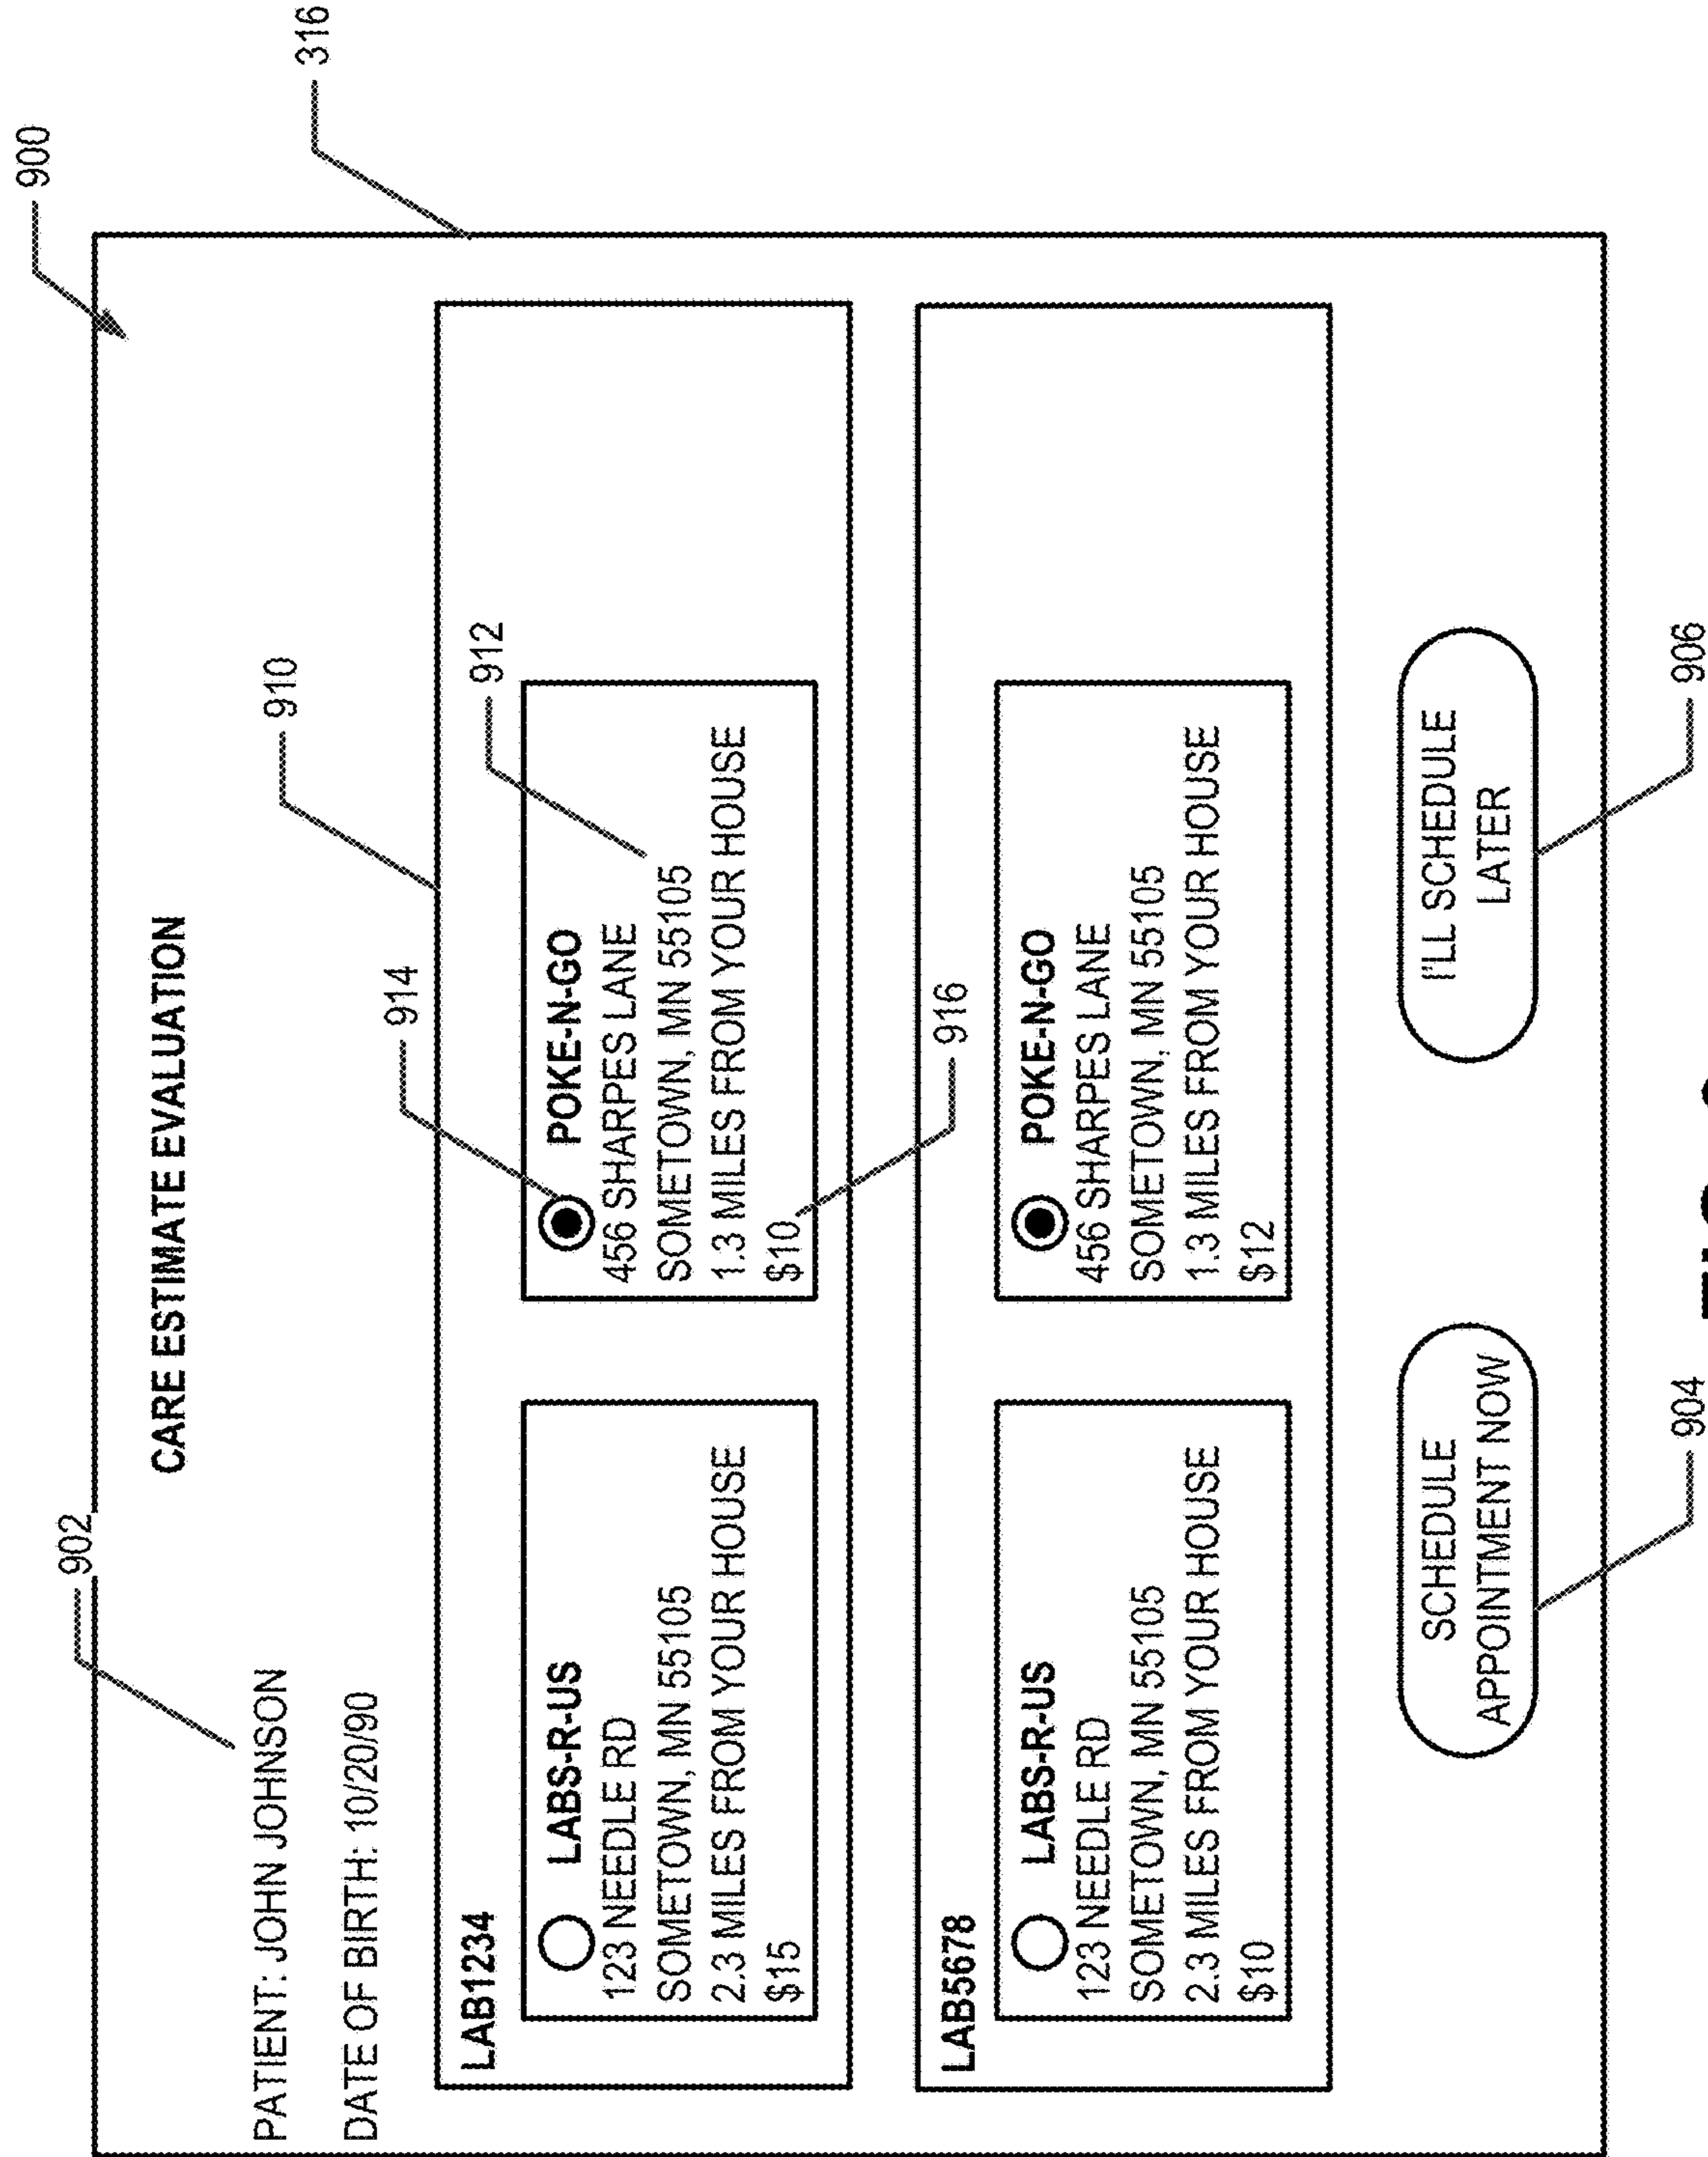 900
316
902
CARE ESTIMATE EVALUATION
PATIENT: JOHN JOHNSON
DATE OF BIRTH: 10/20/90
910
914
912
LAB1234
LABS-R-US
123 NEEDLE RD
SOMETOWN, MN 55105
2.3 MILES FROM YOUR HOUSE
$15
POKE-N-GO
456 SHARPES LANE
SOMETOWN, MN 55105
1.3 MILES FROM YOUR HOUSE
$10
916
LAB5678
LABS-R-US
123 NEEDLE RD
SOMETOWN, MN 55105
2.3 MILES FROM YOUR HOUSE
$10
POKE-N-GO
456 SHARPES LANE
SOMETOWN, MN 55105
1.3 MILES FROM YOUR HOUSE
$12
SCHEDULE
APPOINTMENT NOW
I'LL SCHEDULE
LATER
904
906